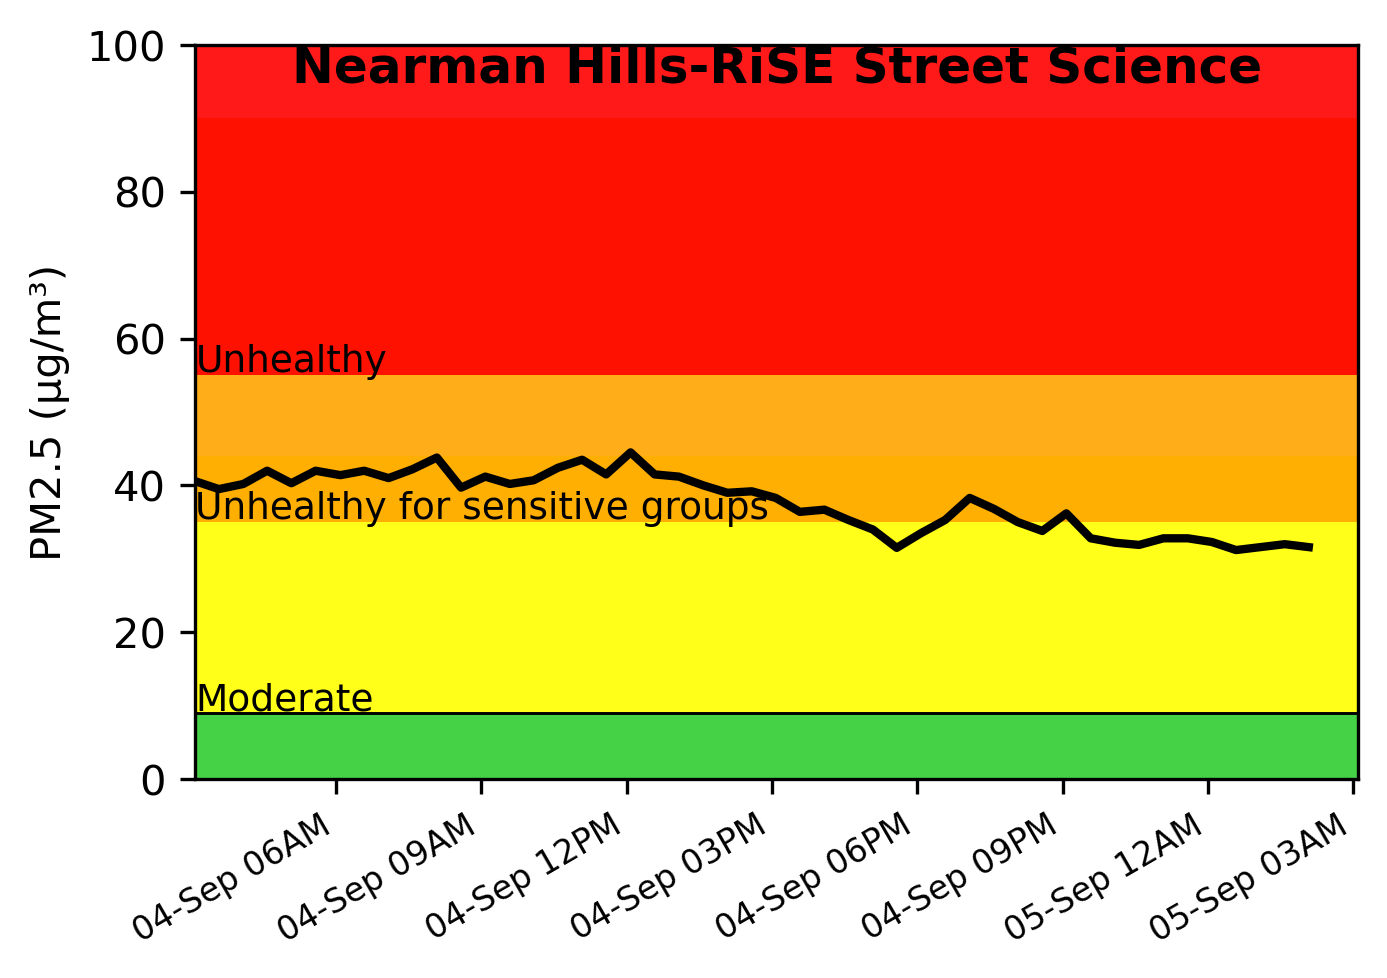 Nearman Hills-RiSE Street Science
PM2.5 (µg/m³)
100
80
60
40
20
0
Unhealthy
Unhealthy for sensitive groups
Moderate
04-Sep 06AM
04-Sep 09AM
04-Sep 12PM
04-Sep 03PM
04-Sep 06PM
04-Sep 09PM
05-Sep 12AM
05-Sep 03AM